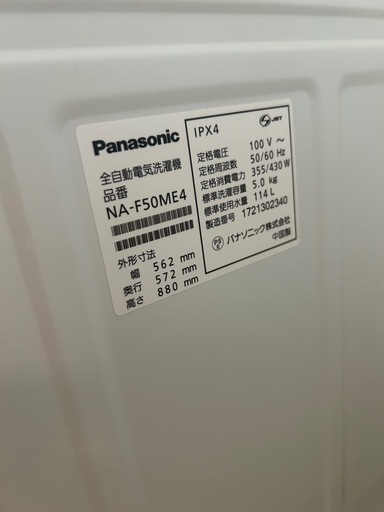 Panasonic
全自動電気洗濯機
品番
NA-F50ME4
外形寸法
幅 562 mm
奥行 572 mm
高さ 880 mm
IPX4
JET
定格電圧 100 V ~
定格周波数 50/60 Hz
定格消費電力 355/430 W
標準洗濯容量 5.0 kg
標準使用水量 114 L
製造番号 1721302340
PS E パナソニック株式会社
中国製